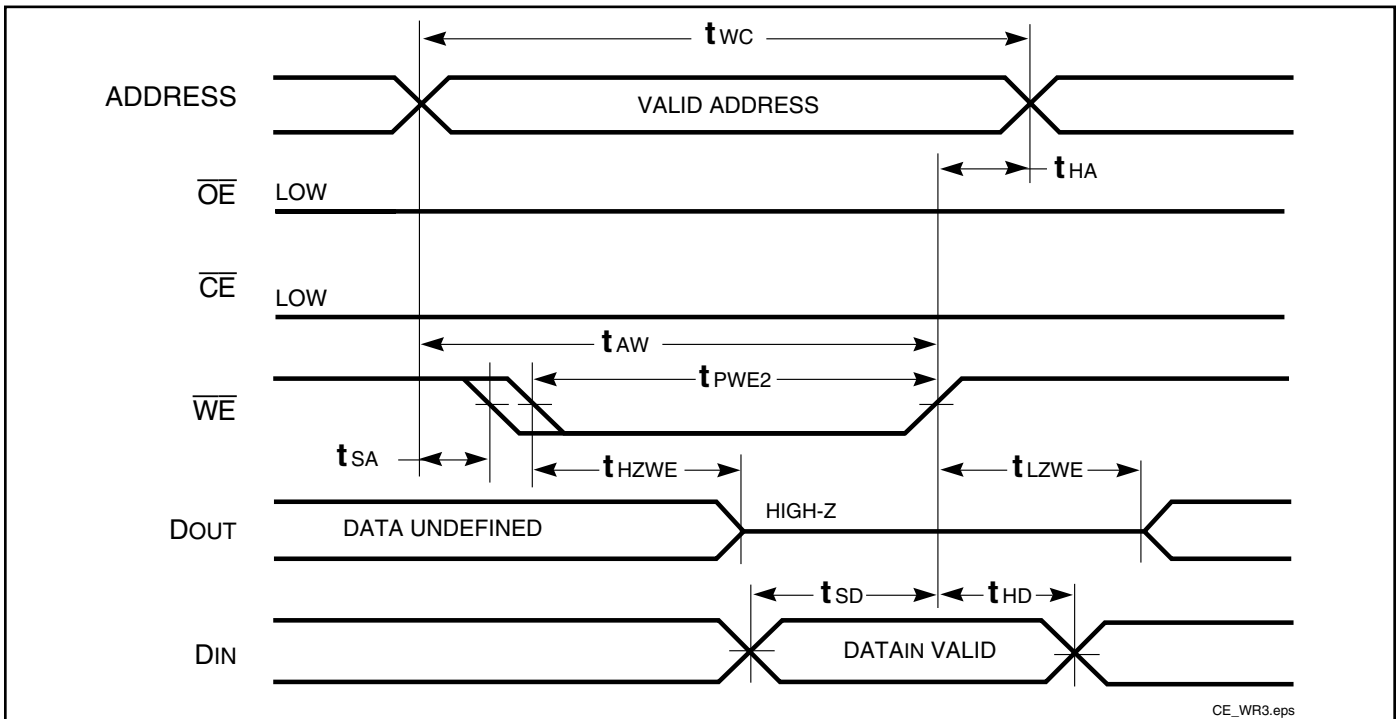 tWC
ADDRESS
VALID ADDRESS
tHA
OE
LOW
CE
LOW
tAW
tPWE2
WE
tSA
tHZWE
tLZWE
DOUT
DATA UNDEFINED
HIGH-Z
tSD
tHD
DIN
DATAIN VALID
CE_WR3.eps